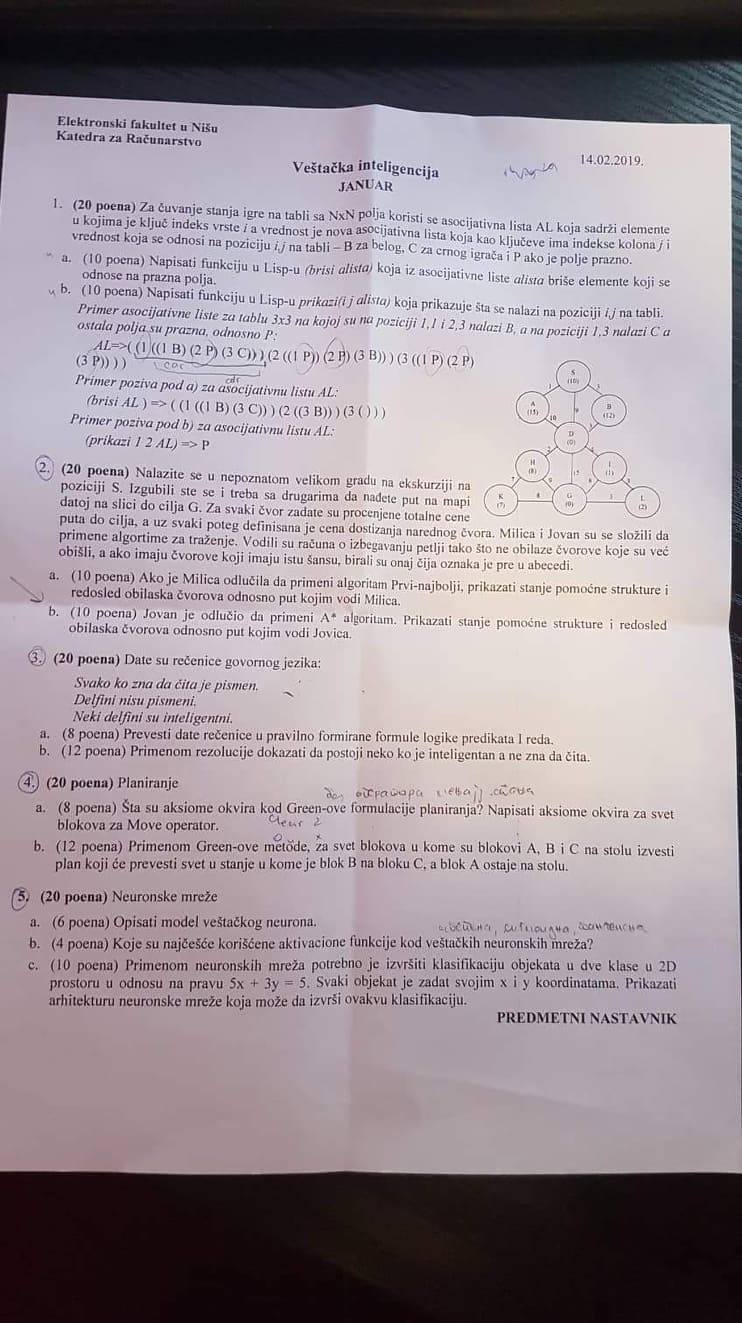 Elektronski fakultet u Nišu
Katedra za Računarstvo
14.02.2019.
Veštačka inteligencija
JANUAR
1. (20 poena) Za čuvanje stanja igre na tabli sa NxN polja koristi se asocijativna lista AL koja sadrži elemente
u kojima je ključ indeks vrste i a vrednost je nova asocijativna lista koja kao ključeve ima indekse kolona j i
vrednost koja se odnosi na poziciju i,j na tabli – B za belog, C za crnog igrača i P ako je polje prazno.
a. (10 poena) Napisati funkciju u Lisp-u (brisi alista) koja iz asocijativne liste alista briše elemente koji se
odnose na prazna polja.
b. (10 poena) Napisati funkciju u Lisp-u prikazi(i j alista) koja prikazuje šta se nalazi na poziciji i,j na tabli.
Primer asocijativne liste za tablu 3x3 na kojoj su na poziciji 1,1 i 2,3 nalazi B, a na poziciji 1,3 nalazi C a
ostala polja su prazna, odnosno P:
AL=>( (1 ((1 B) (2 P) (3 C)) ) (2 ((1 P)) (2 P) (3 B)) ) (3 ((1 P) (2 P)
(3 P)) ) )
car
cdr
Primer poziva pod a) za asocijativnu listu AL:
(brisi AL ) => ( (1 ((1 B) (3 C)) ) (2 ((3 B)) ) (3 ( ) ) )
Primer poziva pod b) za asocijativnu listu AL:
(prikazi 1 2 AL) => P
S
(10)
A
(15)
B
(12)
10
9
D
(0)
H
(8)
I
(1)
15
K
(7)
8
G
(0)
L
(2)
2. (20 poena) Nalazite se u nepoznatom velikom gradu na ekskurziji na
poziciji S. Izgubili ste se i treba sa drugarima da nađete put na mapi
datoj na slici do cilja G. Za svaki čvor zadate su procenjene totalne cene
puta do cilja, a uz svaki poteg definisana je cena dostizanja narednog čvora. Milica i Jovan su se složili da
primene algortime za traženje. Vodili su računa o izbegavanju petlji tako što ne obilaze čvorove koje su već
obišli, a ako imaju čvorove koji imaju istu šansu, birali su onaj čija oznaka je pre u abecedi.
a. (10 poena) Ako je Milica odlučila da primeni algoritam Prvi-najbolji, prikazati stanje pomoćne strukture i
redosled obilaska čvorova odnosno put kojim vodi Milica.
b. (10 poena) Jovan je odlučio da primeni A* algoritam. Prikazati stanje pomoćne strukture i redosled
obilaska čvorova odnosno put kojim vodi Jovica.
3. (20 poena) Date su rečenice govornog jezika:
Svako ko zna da čita je pismen.
Delfini nisu pismeni.
Neki delfini su inteligentni.
a. (8 poena) Prevesti date rečenice u pravilno formirane formule logike predikata I reda.
b. (12 poena) Primenom rezolucije dokazati da postoji neko ko je inteligentan a ne zna da čita.
4. (20 poena) Planiranje
a. (8 poena) Šta su aksiome okvira kod Green-ove formulacije planiranja? Napisati aksiome okvira za svet
blokova za Move operator.
b. (12 poena) Primenom Green-ove metode, za svet blokova u kome su blokovi A, B i C na stolu izvesti
plan koji će prevesti svet u stanje u kome je blok B na bloku C, a blok A ostaje na stolu.
5. (20 poena) Neuronske mreže
a. (6 poena) Opisati model veštačkog neurona.
b. (4 poena) Koje su najčešće korišćene aktivacione funkcije kod veštačkih neuronskih mreža?
c. (10 poena) Primenom neuronskih mreža potrebno je izvršiti klasifikaciju objekata u dve klase u 2D
prostoru u odnosu na pravu 5x + 3y = 5. Svaki objekat je zadat svojim x i y koordinatama. Prikazati
arhitekturu neuronske mreže koja može da izvrši ovakvu klasifikaciju.
PREDMETNI NASTAVNIK